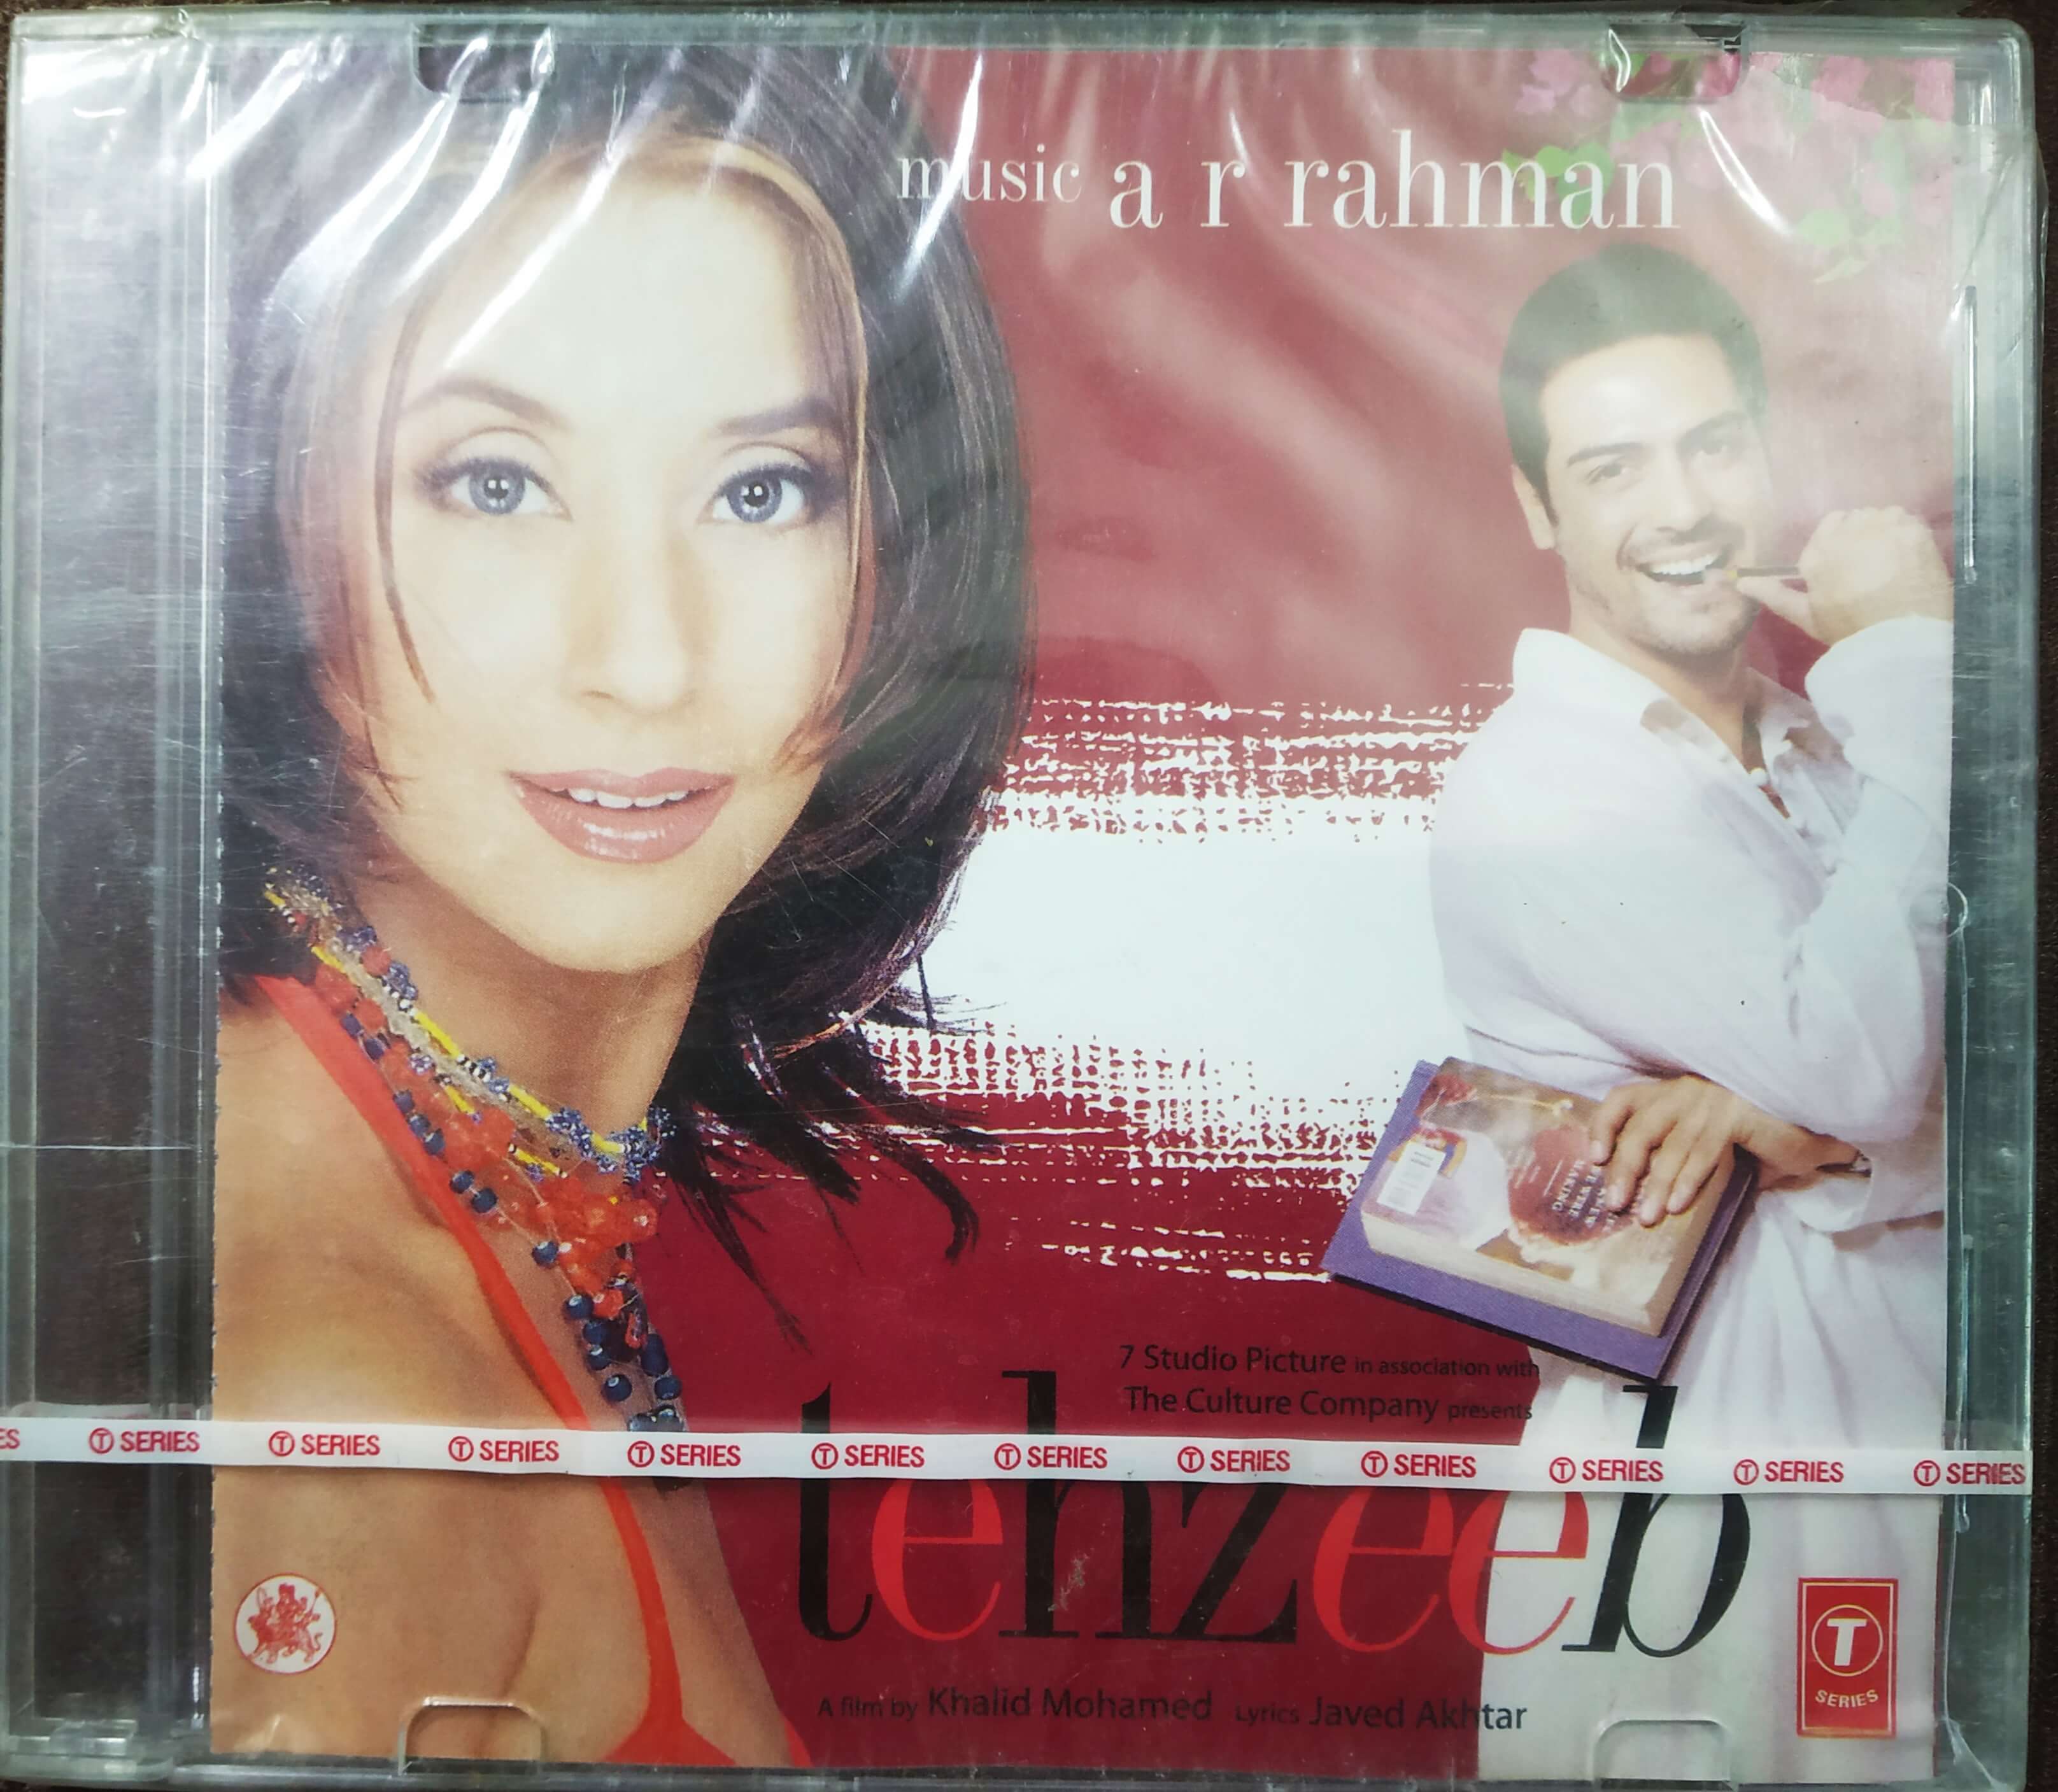 music a r rahman
7 Studio Picture in association with
The Culture Company presents
ES T SERIES T SERIES T SERIES T SERIES T SERIES T SERIES T SERIES T SERIES T SERIES T SERIES T SERIES
tehzeeb
T
SERIES
A film by Khalid Mohamed Lyrics Javed Akhtar